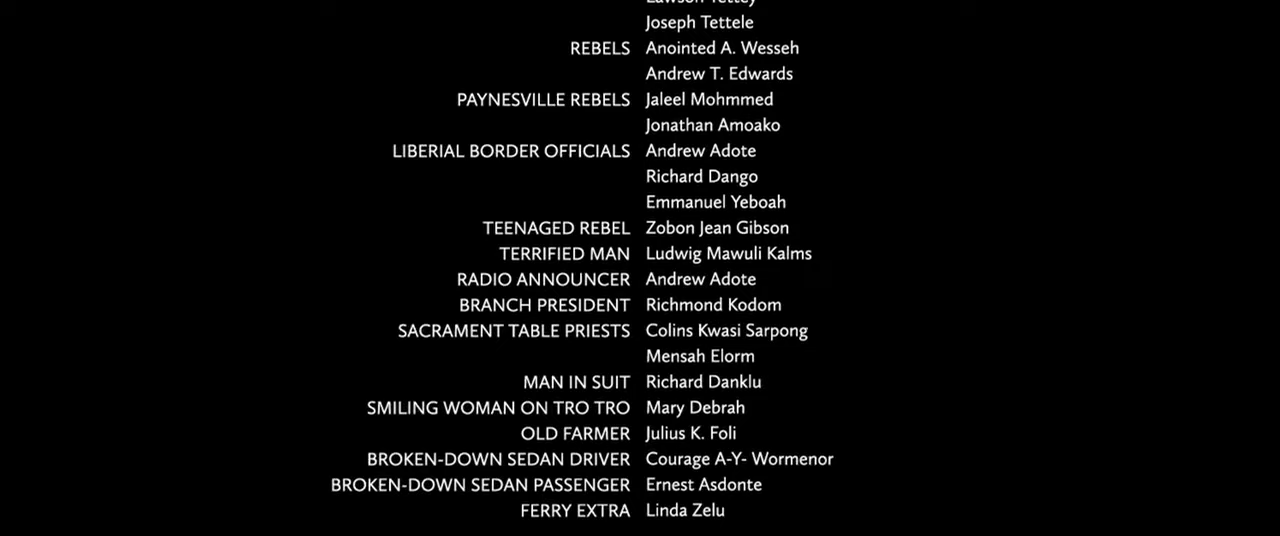 Lawson Tettey
Joseph Tettele
REBELS Anointed A. Wesseh
Andrew T. Edwards
PAYNESVILLE REBELS Jaleel Mohmmed
Jonathan Amoako
LIBERIAL BORDER OFFICIALS Andrew Adote
Richard Dango
Emmanuel Yeboah
TEENAGED REBEL Zobon Jean Gibson
TERRIFIED MAN Ludwig Mawuli Kalms
RADIO ANNOUNCER Andrew Adote
BRANCH PRESIDENT Richmond Kodom
SACRAMENT TABLE PRIESTS Colins Kwasi Sarpong
Mensah Elorm
MAN IN SUIT Richard Danklu
SMILING WOMAN ON TRO TRO Mary Debrah
OLD FARMER Julius K. Foli
BROKEN-DOWN SEDAN DRIVER Courage A-Y- Wormenor
BROKEN-DOWN SEDAN PASSENGER Ernest Asdonte
FERRY EXTRA Linda Zelu